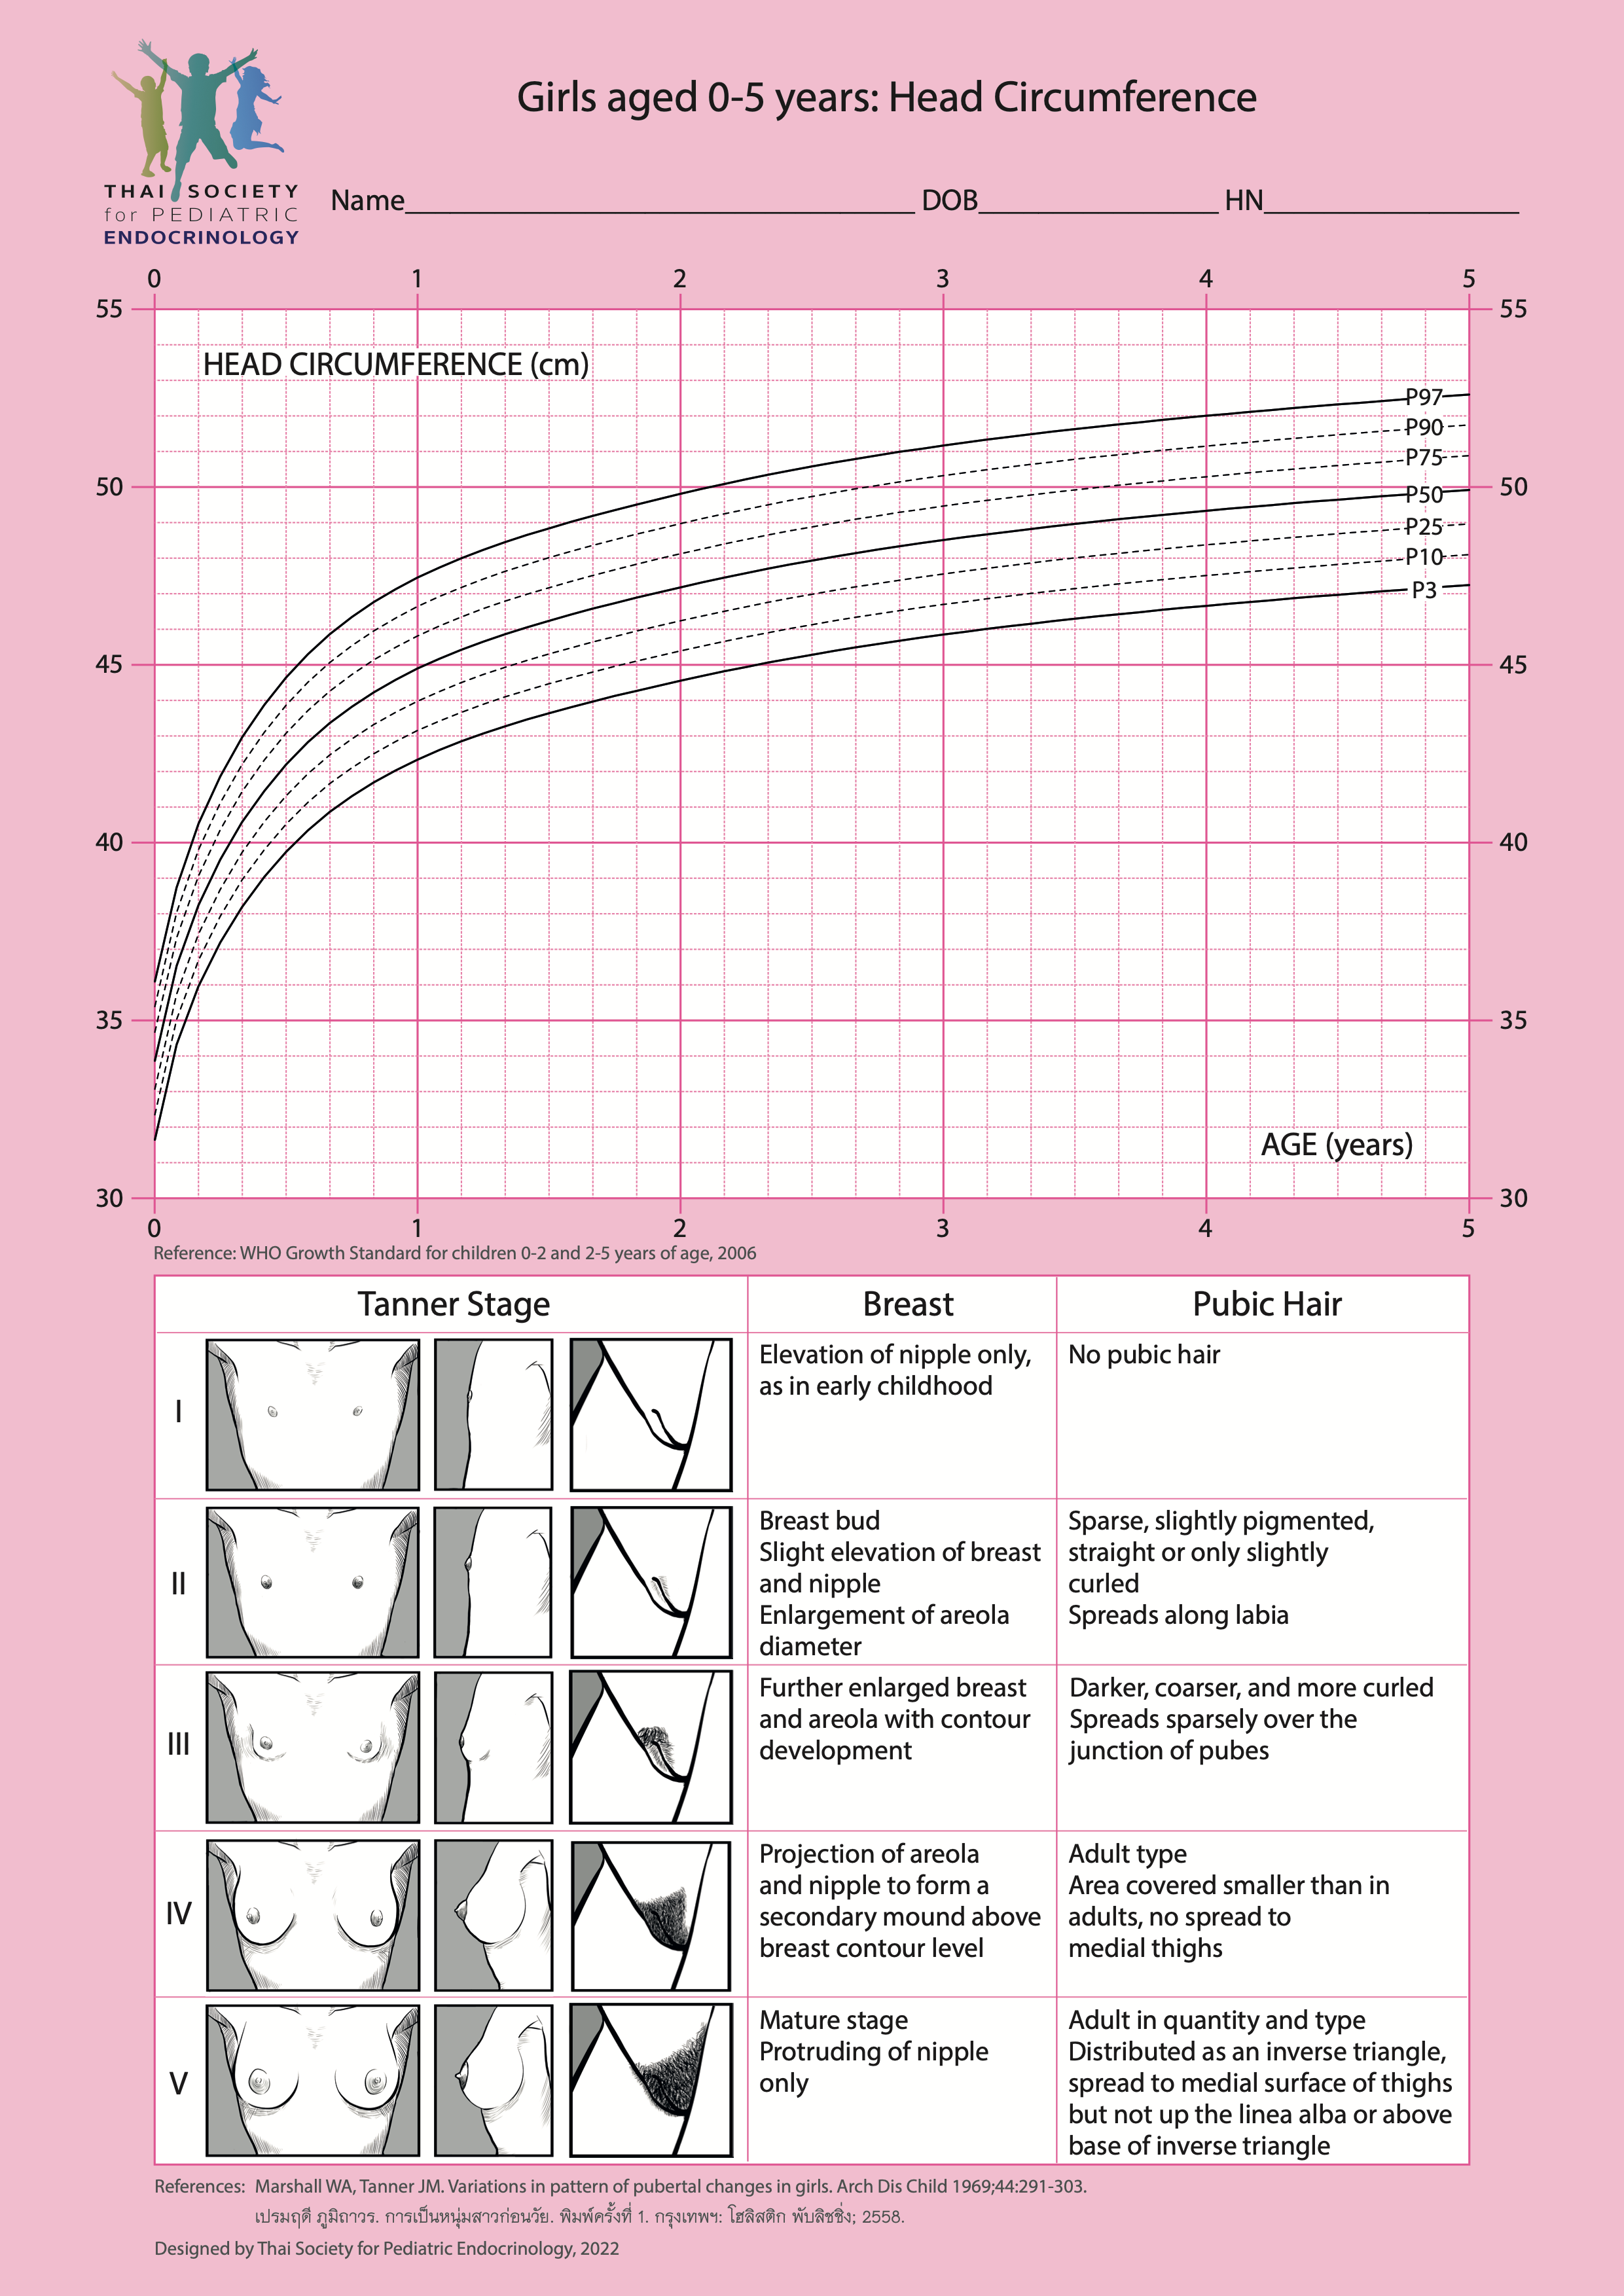 THAI SOCIETY
for PEDIATRIC
ENDOCRINOLOGY
Girls aged 0-5 years: Head Circumference
Name DOB HN
0 1 2 3 4 5
HEAD CIRCUMFERENCE (cm)
55 55
50 50
45 45
40 40
35 35
30 30
P97
P90
P75
P50
P25
P10
P3
AGE (years)
0 1 2 3 4 5
Reference: WHO Growth Standard for children 0-2 and 2-5 years of age, 2006
Tanner Stage Breast Pubic Hair
I
Elevation of nipple only,
as in early childhood
No pubic hair
II
Breast bud
Slight elevation of breast
and nipple
Enlargement of areola
diameter
Sparse, slightly pigmented,
straight or only slightly
curled
Spreads along labia
III
Further enlarged breast
and areola with contour
development
Darker, coarser, and more curled
Spreads sparsely over the
junction of pubes
IV
Projection of areola
and nipple to form a
secondary mound above
breast contour level
Adult type
Area covered smaller than in
adults, no spread to
medial thighs
V
Mature stage
Protruding of nipple
only
Adult in quantity and type
Distributed as an inverse triangle,
spread to medial surface of thighs
but not up the linea alba or above
base of inverse triangle
References: Marshall WA, Tanner JM. Variations in pattern of pubertal changes in girls. Arch Dis Child 1969;44:291-303.
เปรมฤดี ภูมิถาวร. การเป็นหนุ่มสาวก่อนวัย. พิมพ์ครั้งที่ 1. กรุงเทพฯ: โฮลิสติก พับลิชชิ่ง; 2558.
Designed by Thai Society for Pediatric Endocrinology, 2022